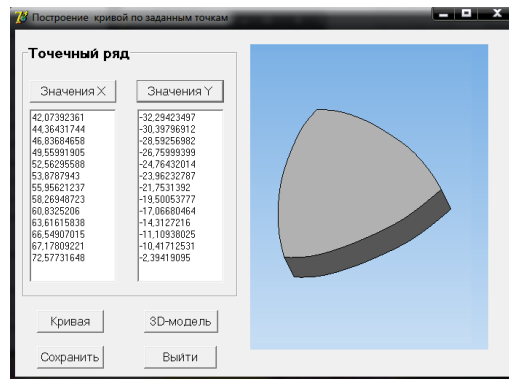 Построение кривой по заданным точкам
Точечный ряд
Значения X Значения Y
42,07392361 -32,29423497
44,36431744 -30,39796912
46,83684658 -28,59256982
49,55991905 -26,75999399
52,56295588 -24,76432014
53,8787943 -23,96232787
55,95621237 -21,7531392
58,26948723 -19,50053777
60,8325206 -17,06680464
63,61615838 -14,3127216
66,54907015 -11,10938025
67,17809221 -10,41712531
72,57731648 -2,39419095
Кривая 3D-модель
Сохранить Выйти